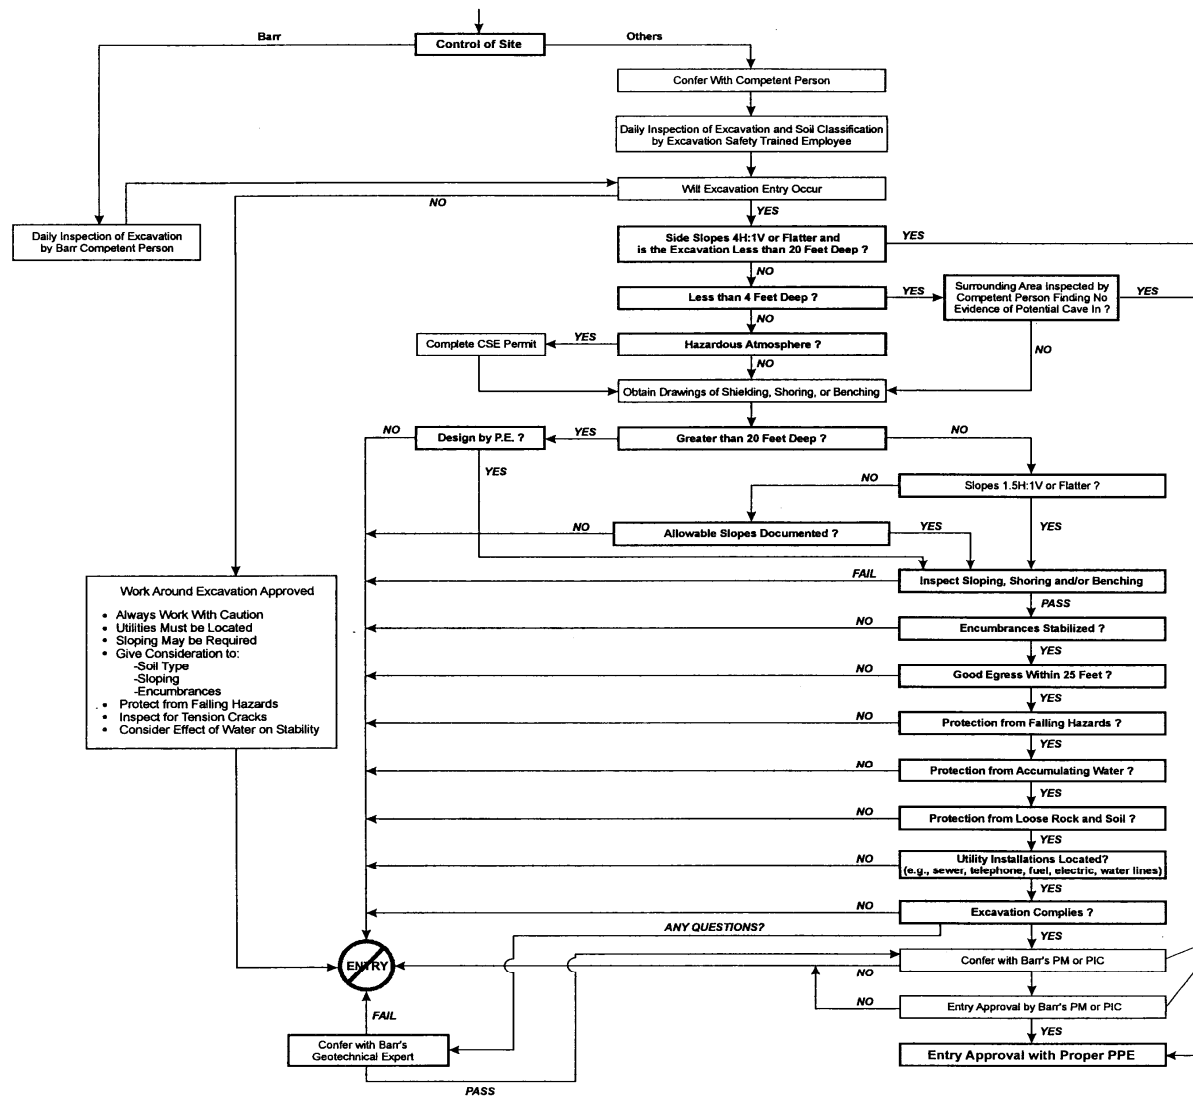 Barr
Control of Site
Others
Confer With Competent Person
Daily Inspection of Excavation and Soil Classification
by Excavation Safety Trained Employee
Will Excavation Entry Occur
NO
YES
Daily Inspection of Excavation
by Barr Competent Person
Side Slopes 4H:1V or Flatter and
is the Excavation Less than 20 Feet Deep ?
YES
NO
Less than 4 Feet Deep ?
YES
Surrounding Area Inspected by
Competent Person Finding No
Evidence of Potential Cave In ?
YES
NO
NO
Complete CSE Permit
YES
Hazardous Atmosphere ?
NO
Obtain Drawings of Shielding, Shoring, or Benching
NO
Design by P.E. ?
YES
Greater than 20 Feet Deep ?
NO
YES
NO
Slopes 1.5H:1V or Flatter ?
NO
Allowable Slopes Documented ?
YES
YES
FAIL
Inspect Sloping, Shoring and/or Benching
PASS
Work Around Excavation Approved
• Always Work With Caution
• Utilities Must be Located
• Sloping May be Required
• Give Consideration to:
-Soil Type
-Sloping
-Encumbrances
• Protect from Falling Hazards
• Inspect for Tension Cracks
• Consider Effect of Water on Stability
NO
Encumbrances Stabilized ?
YES
NO
Good Egress Within 25 Feet ?
YES
NO
Protection from Falling Hazards ?
YES
NO
Protection from Accumulating Water ?
YES
NO
Protection from Loose Rock and Soil ?
YES
NO
Utility Installations Located?
(e.g., sewer, telephone, fuel, electric, water lines)
YES
NO
Excavation Complies ?
ANY QUESTIONS?
YES
ENTRY
Confer with Barr's PM or PIC
NO
NO
Entry Approval by Barr's PM or PIC
FAIL
YES
Confer with Barr's
Geotechnical Expert
Entry Approval with Proper PPE
PASS